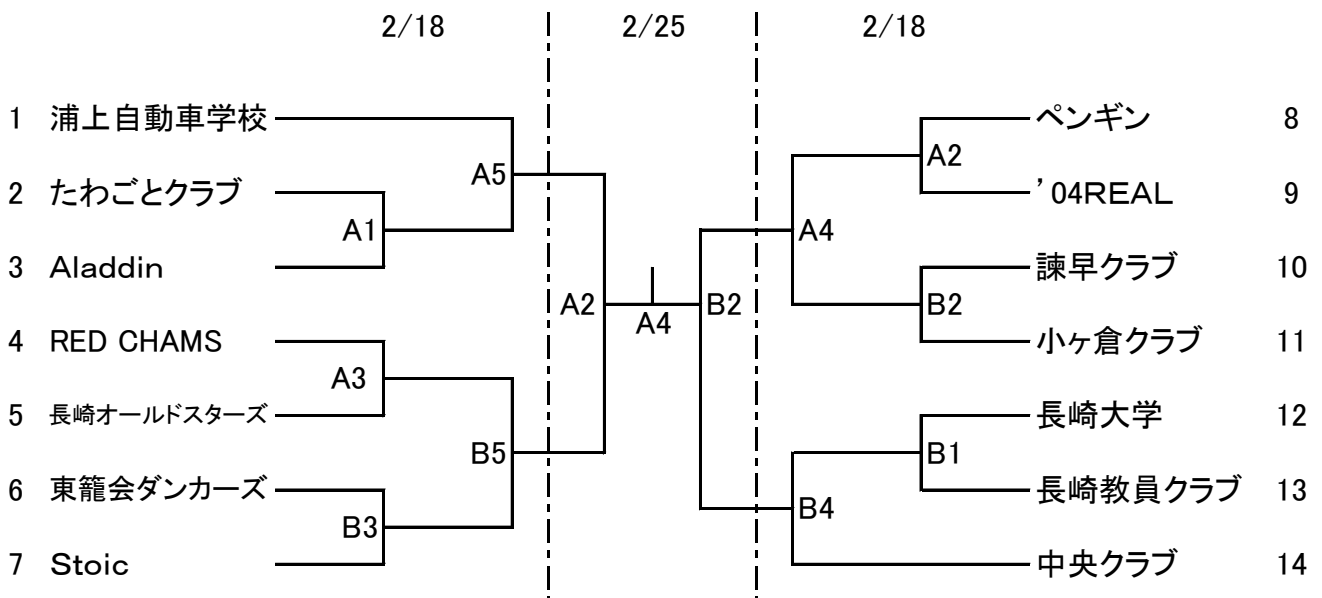 2/18 2/25 2/18
1 浦上自動車学校 ペンギン 8
A2
A5
2 たわごとクラブ ’04REAL 9
A1 A4
3 Aladdin 諫早クラブ 10
A2 A4 B2 B2
4 RED CHAMS 小ヶ倉クラブ 11
A3
5 長崎オールドスターズ 長崎大学 12
B5 B1
6 東籠会ダンカーズ 長崎教員クラブ 13
B3 B4
7 Stoic 中央クラブ 14